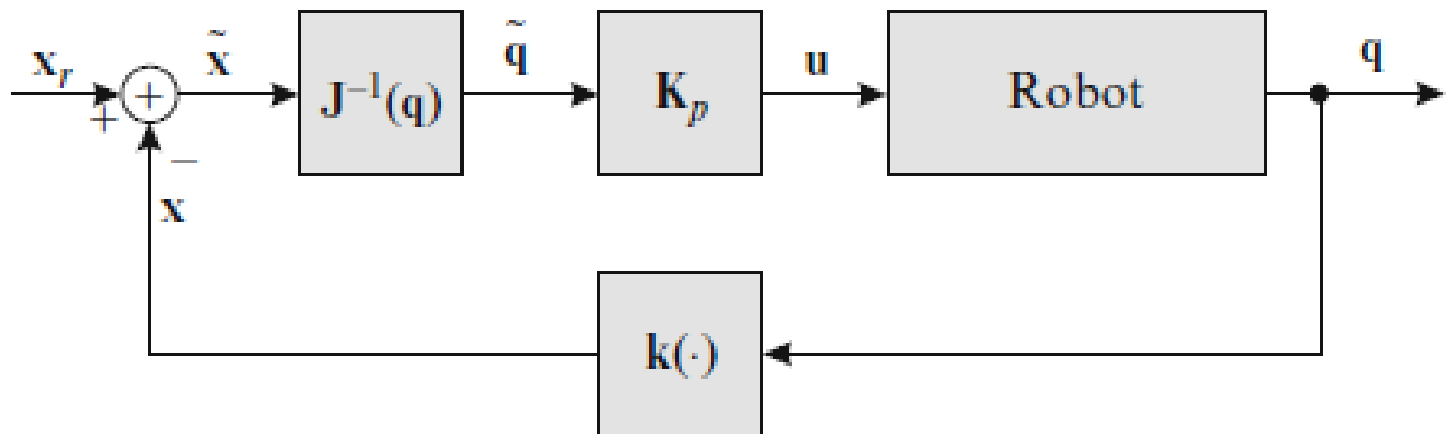 x_r
+
+
−
x
x̃
J⁻¹(q)
q̃
K_p
u
Robot
q
k(·)